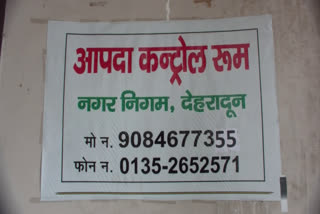 आपदा कन्ट्रोल रूम
नगर निगम, देहरादून
मो न. 9084677355
फोन न. 0135-2652571